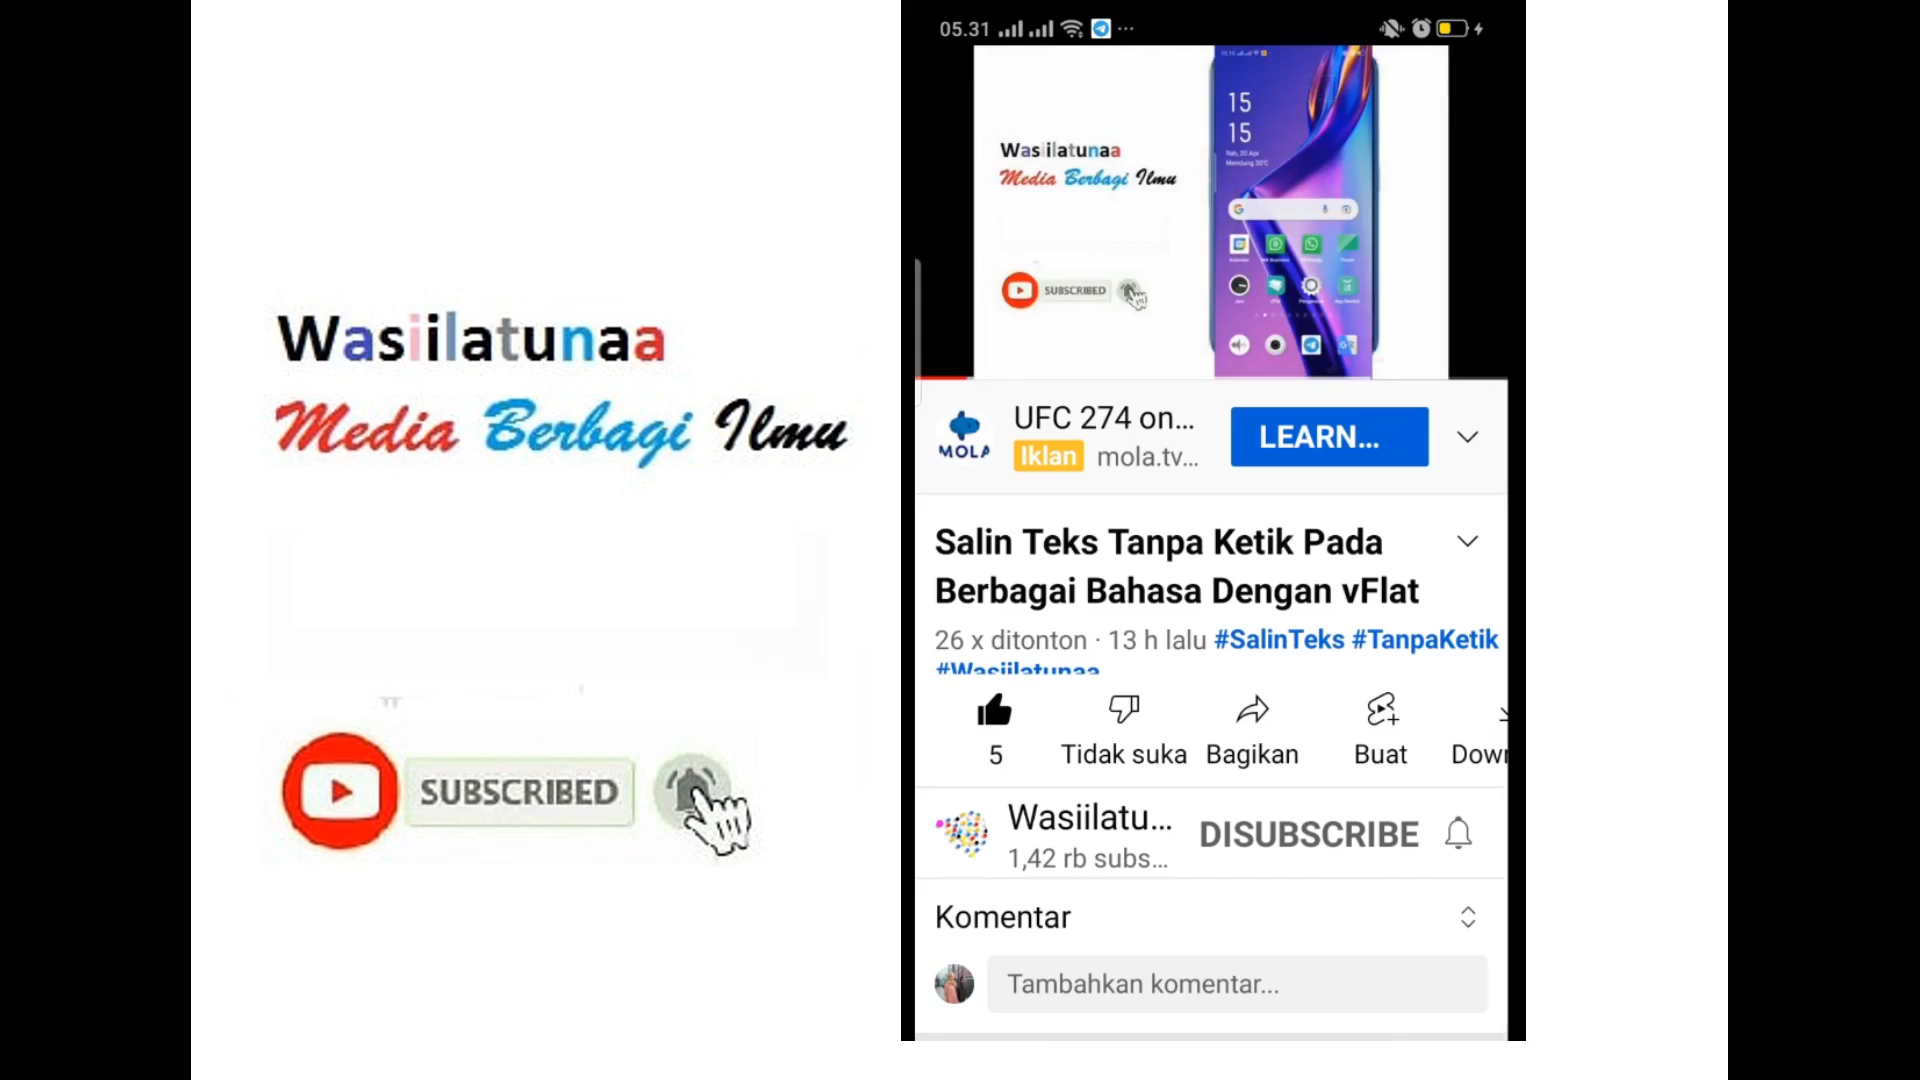 Wasiilatunaa
Media Berbagi Ilmu
SUBSCRIBED
05.31
15
15
Wasiilatunaa
Media Berbagi Ilmu
SUBSCRIBED
MOLA
UFC 274 on...
LEARN...
Iklan mola.tv...
Salin Teks Tanpa Ketik Pada
Berbagai Bahasa Dengan vFlat
26 x ditonton · 13 h lalu #SalinTeks #TanpaKetik
#Wasiilatunaa
5 Tidak suka Bagikan Buat Down
Wasiilatu...
DISUBSCRIBE
1,42 rb subs...
Komentar
Tambahkan komentar...